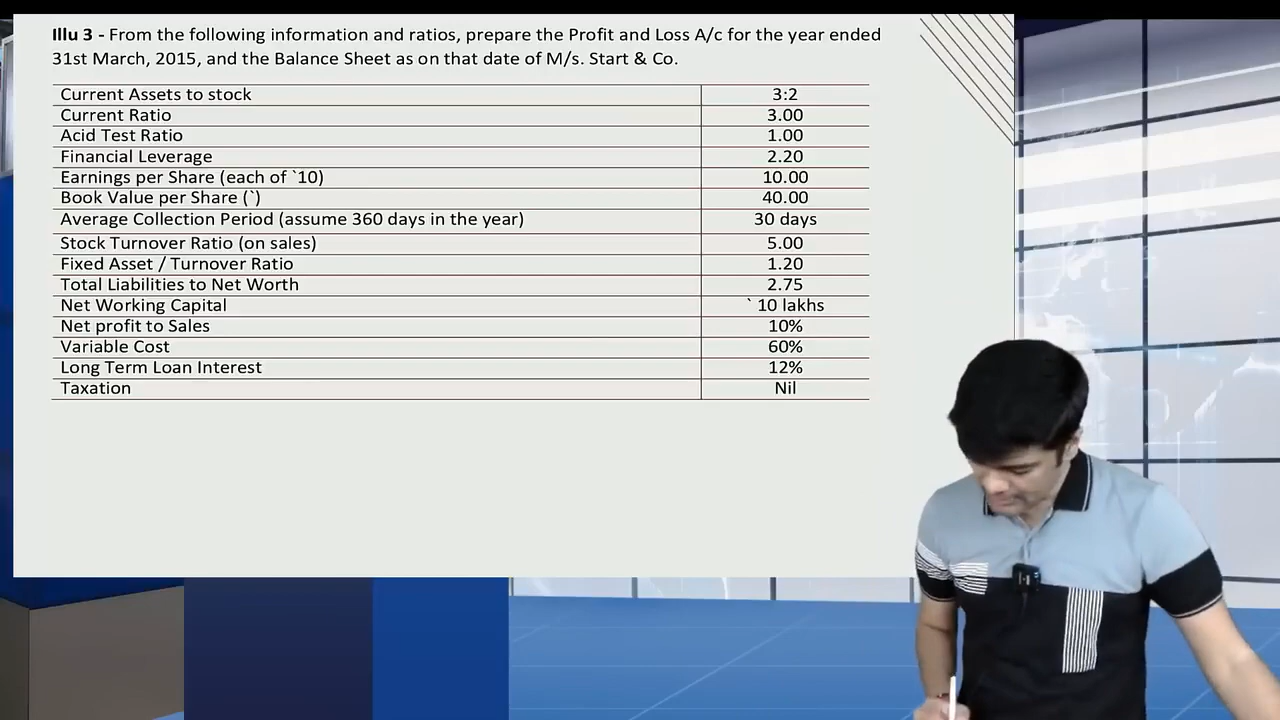 Illu 3 - From the following information and ratios, prepare the Profit and Loss A/c for the year ended
31st March, 2015, and the Balance Sheet as on that date of M/s. Start & Co.
Current Assets to stock 3:2
Current Ratio 3.00
Acid Test Ratio 1.00
Financial Leverage 2.20
Earnings per Share (each of `10) 10.00
Book Value per Share (`) 40.00
Average Collection Period (assume 360 days in the year) 30 days
Stock Turnover Ratio (on sales) 5.00
Fixed Asset / Turnover Ratio 1.20
Total Liabilities to Net Worth 2.75
Net Working Capital ` 10 lakhs
Net profit to Sales 10%
Variable Cost 60%
Long Term Loan Interest 12%
Taxation Nil